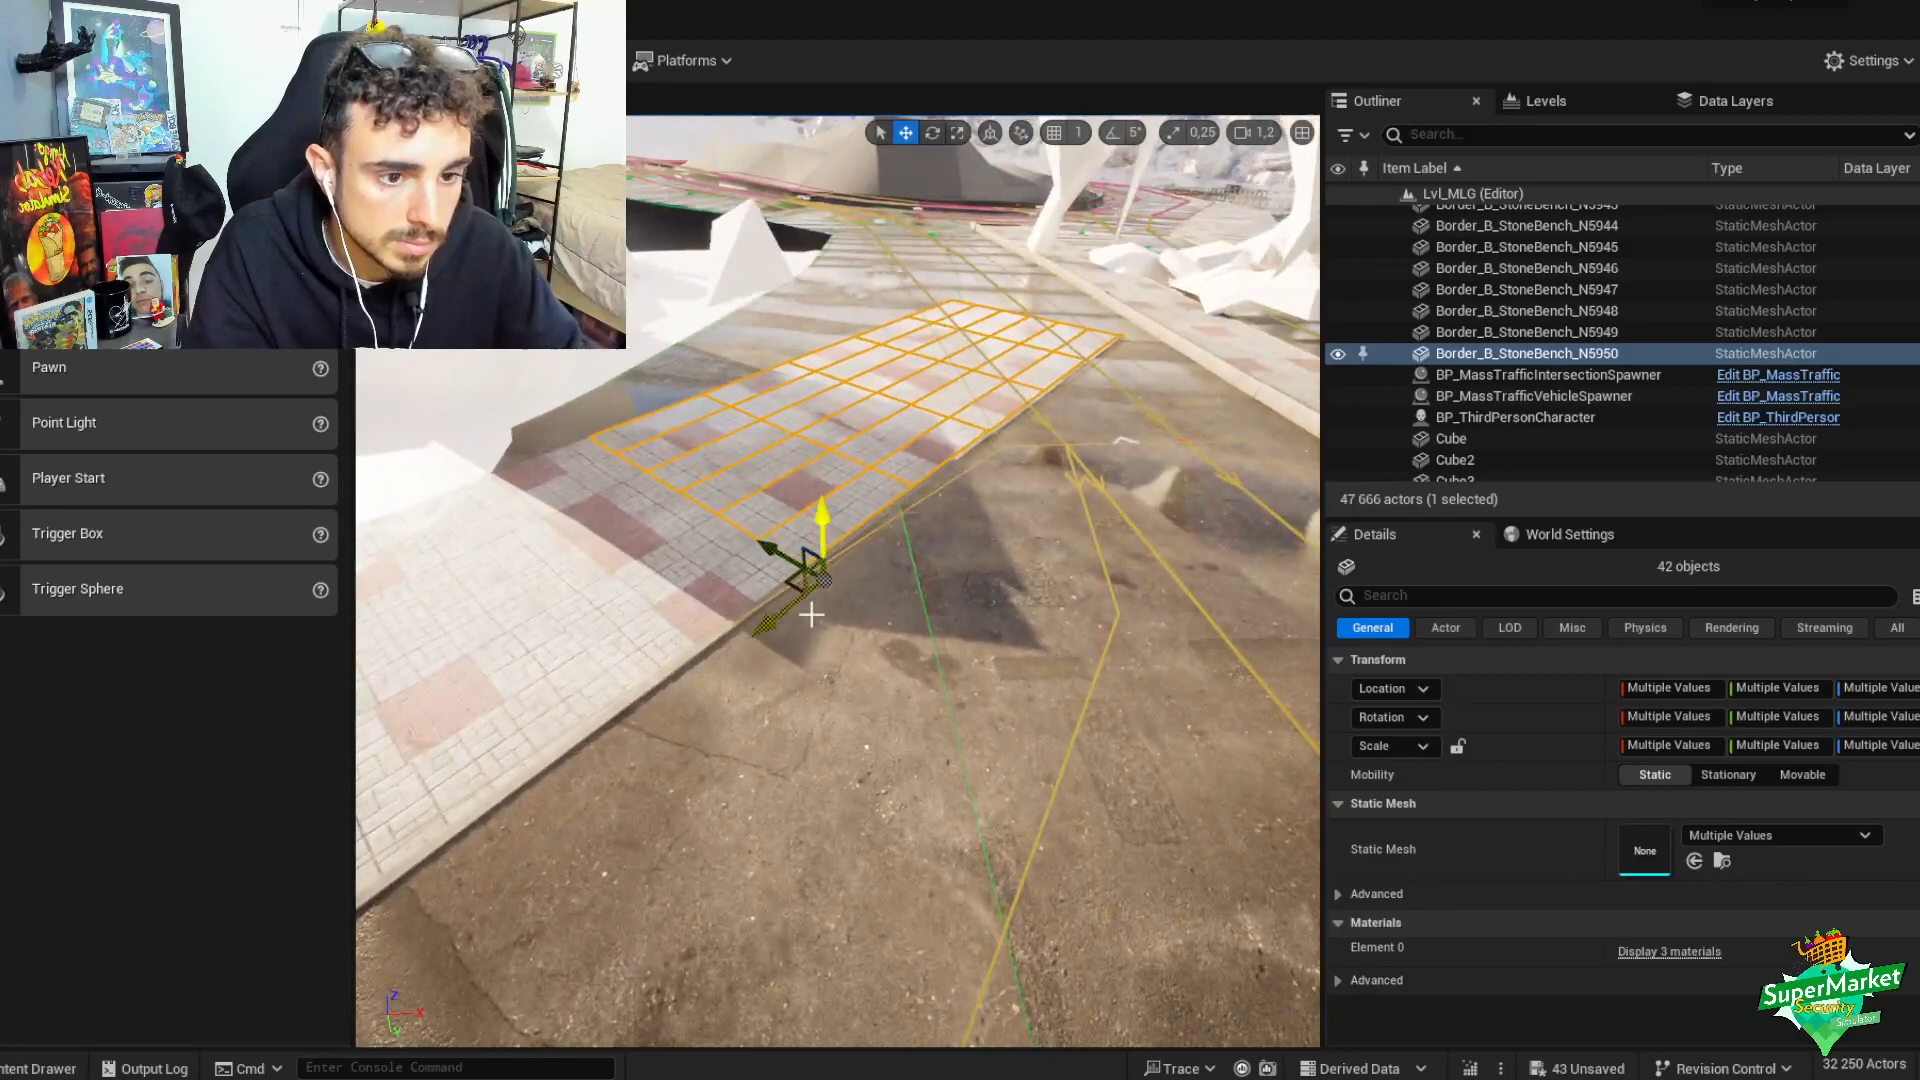 Platforms
Settings
Outliner
Levels
Data Layers
1
5°
0,25
1,2
Search...
Item Label
Type
Data Layer
Lvl_MLG (Editor)
Border_B_StoneBench_N5943 StaticMeshActor
Border_B_StoneBench_N5944 StaticMeshActor
Border_B_StoneBench_N5945 StaticMeshActor
Border_B_StoneBench_N5946 StaticMeshActor
Border_B_StoneBench_N5947 StaticMeshActor
Border_B_StoneBench_N5948 StaticMeshActor
Border_B_StoneBench_N5949 StaticMeshActor
Border_B_StoneBench_N5950 StaticMeshActor
BP_MassTrafficIntersectionSpawner Edit BP_MassTraffic
BP_MassTrafficVehicleSpawner Edit BP_MassTraffic
BP_ThirdPersonCharacter Edit BP_ThirdPerson
Cube StaticMeshActor
Cube2 StaticMeshActor
Cube3 StaticMeshActor
47 666 actors (1 selected)
Details
World Settings
42 objects
Search
General Actor LOD Misc Physics Rendering Streaming All
Transform
Location Multiple Values Multiple Values Multiple Value
Rotation Multiple Values Multiple Values Multiple Value
Scale Multiple Values Multiple Values Multiple Value
Mobility Static Stationary Movable
Static Mesh
Static Mesh None Multiple Values
Advanced
Materials
Element 0 Display 3 materials
Advanced
Pawn
Point Light
Player Start
Trigger Box
Trigger Sphere
Z
X
Y
SuperMarket
Security
Simulator
ntent Drawer
Output Log
Cmd
Enter Console Command
Trace
Derived Data
43 Unsaved
Revision Control
32 250 Actors